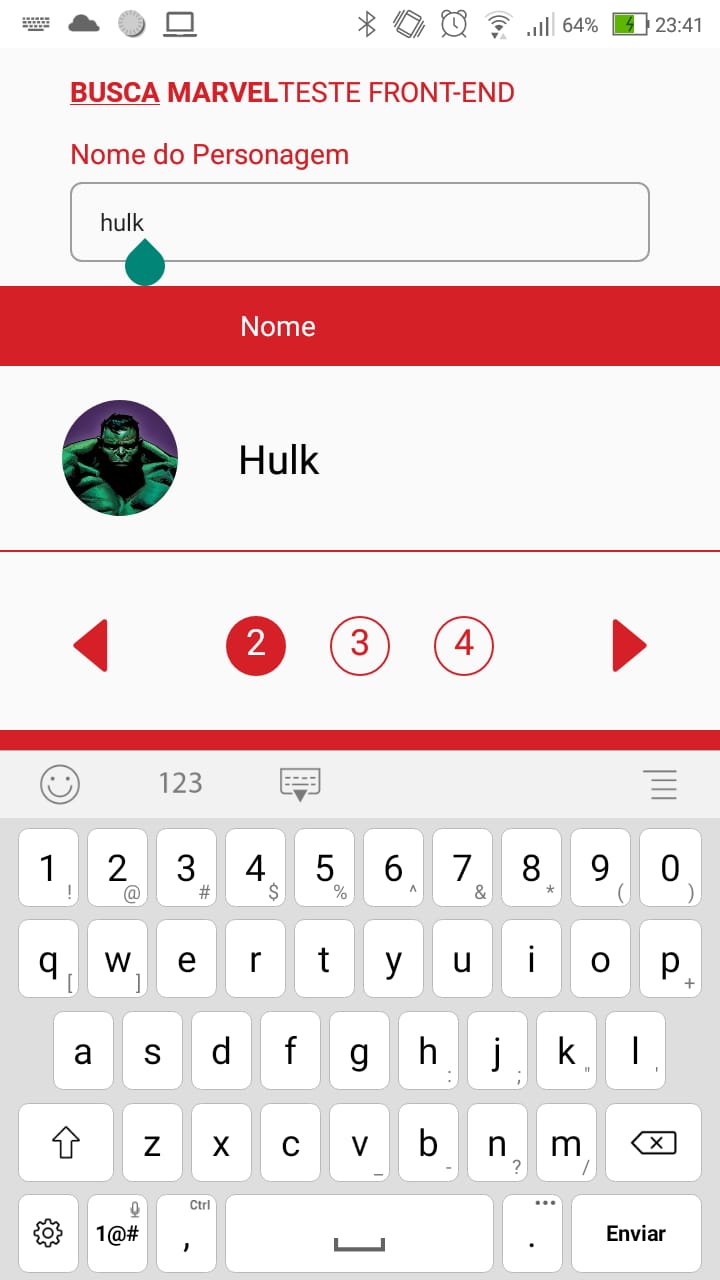 64% 23:41
BUSCA MARVELTESTE FRONT-END
Nome do Personagem
hulk
Nome
Hulk
2 3 4
123
1 ! 2 @ 3 # 4 $ 5 % 6 ^ 7 & 8 * 9 ( 0 )
q [ w ] e r t y u i o p +
a s d f g h : j ; k " l '
z x c v _ b - n ? m /
1@# Ctrl , ... . Enviar